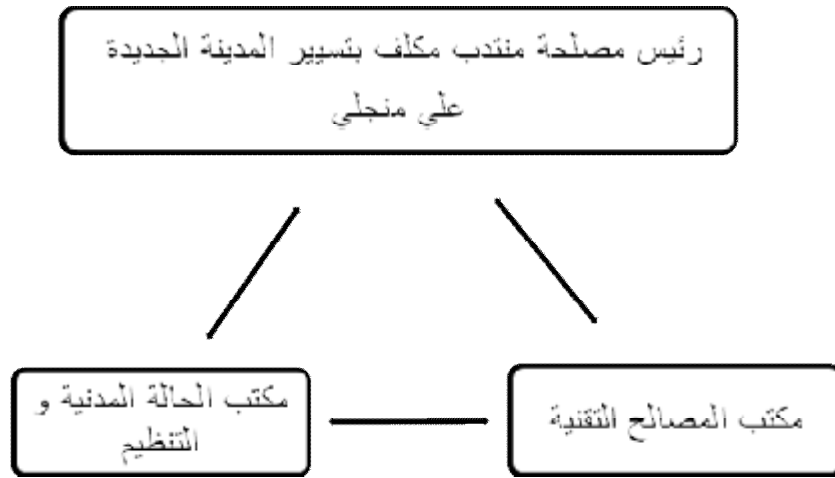 رئيس مصلحة منتدب مكلف بتسيير المدينة الجديدة
علي منجلي
مكتب المصالح التقنية
مكتب الحالة المدنية و
التنظيم